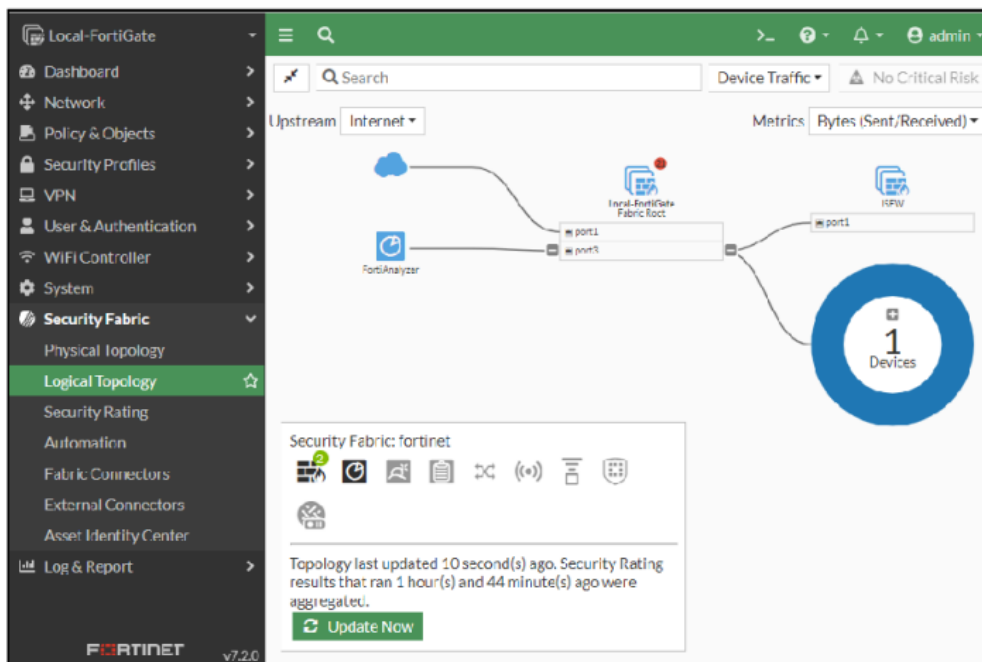 Local-FortiGate
admin
Dashboard
Network
Policy & Objects
Security Profiles
VPN
User & Authentication
WiFi Controller
System
Security Fabric
Physical Topology
Logical Topology
Security Rating
Automation
Fabric Connectors
External Connectors
Asset Identity Center
Log & Report
FORTINET v7.2.0
Search
Device Traffic
No Critical Risk
Upstream Internet
Metrics Bytes (Sent/Received)
Local-FortiGate
Fabric Root
port1
port3
FortiAnalyzer
ISFW
port1
1
Devices
Security Fabric: fortinet
2
Topology last updated 10 second(s) ago. Security Rating
results that ran 1 hour(s) and 44 minute(s) ago were
aggregated.
Update Now